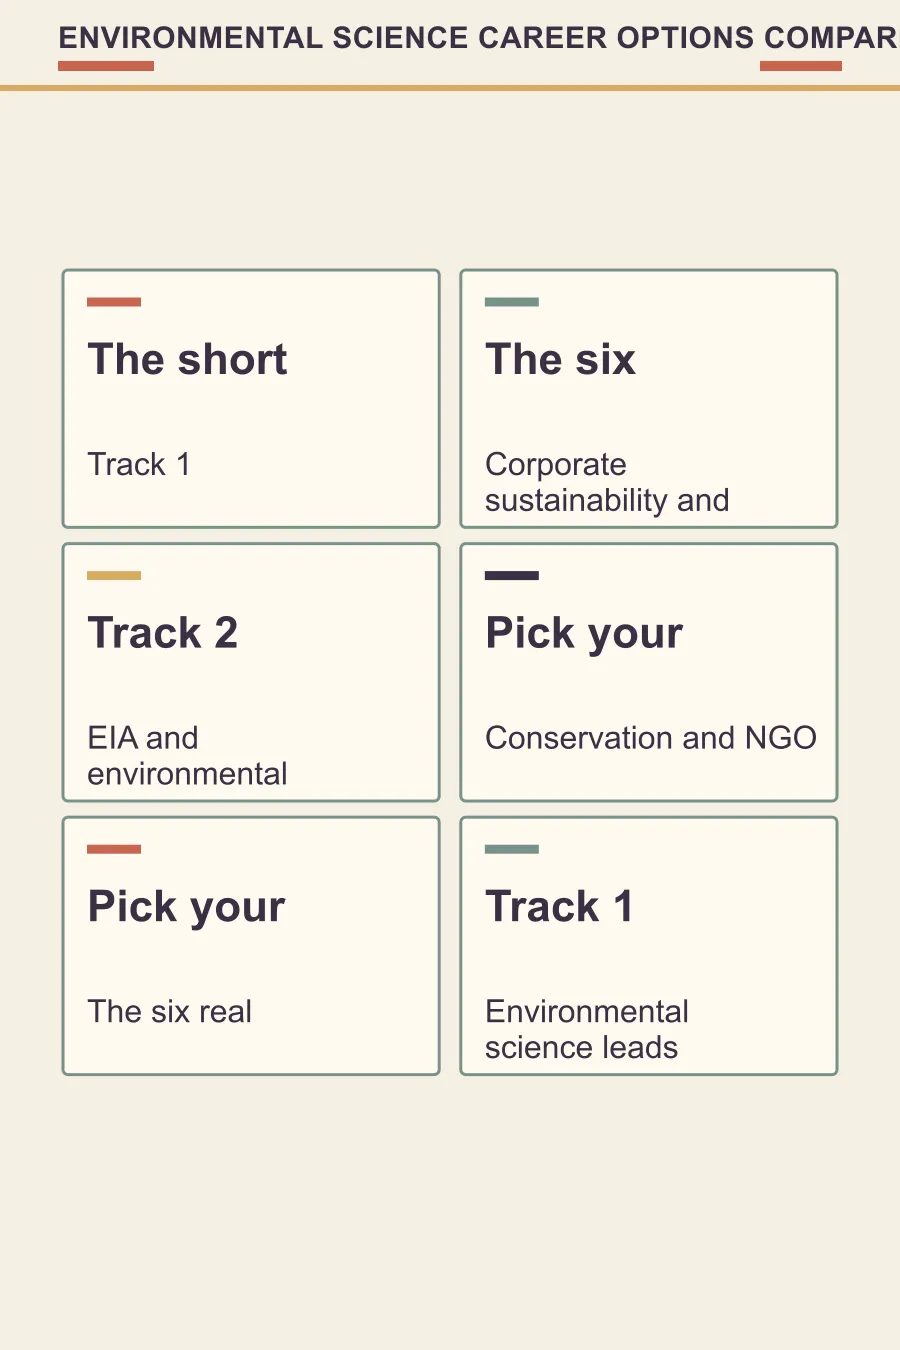 ENVIRONMENTAL SCIENCE CAREER OPTIONS COMPAR
The short
Track 1
The six
Corporate
sustainability and
Track 2
EIA and
environmental
Pick your
Conservation and NGO
Pick your
The six real
Track 1
Environmental
science leads